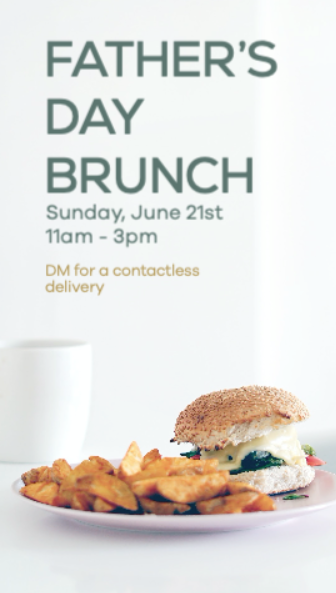 FATHER'S
DAY
BRUNCH
Sunday, June 21st
11am - 3pm
DM for a contactless
delivery